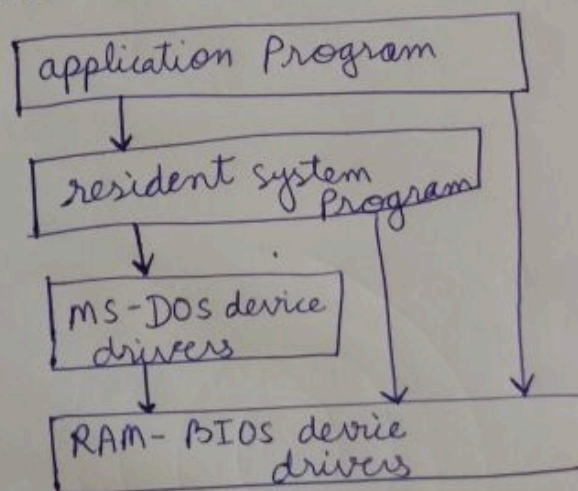 application Program
resident system
Program
MS-DOS device
drivers
RAM-BIOS device
drivers